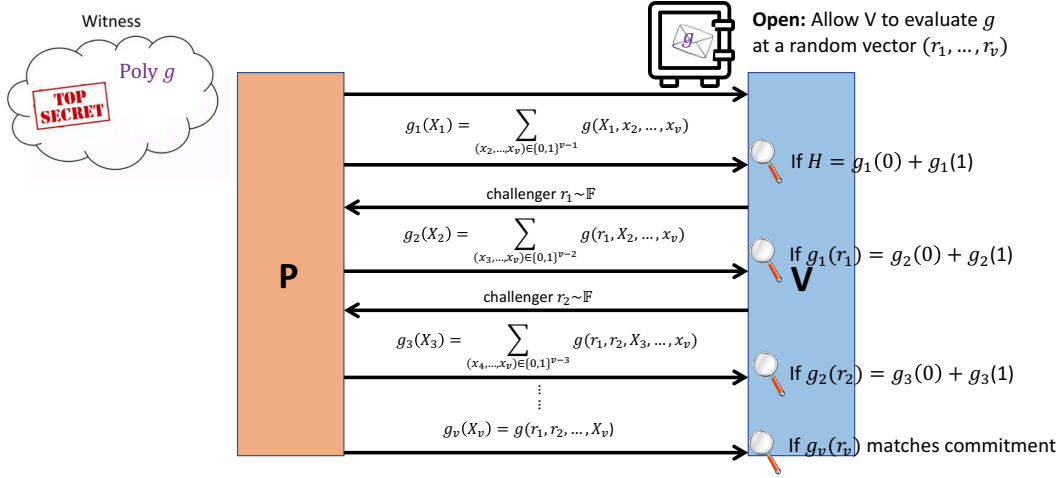 Witness
Poly g
TOP
SECRET
g
Open: Allow V to evaluate g
at a random vector (r₁, … , rᵥ)
g₁(X₁) = ∑ g(X₁, x₂, … , xᵥ)
(x₂,…,xᵥ)∈{0,1}ᵛ⁻¹
If H = g₁(0) + g₁(1)
challenger r₁~𝔽
g₂(X₂) = ∑ g(r₁, X₂, … , xᵥ)
(x₃,…,xᵥ)∈{0,1}ᵛ⁻²
If g₁(r₁) = g₂(0) + g₂(1)
P
V
challenger r₂~𝔽
g₃(X₃) = ∑ g(r₁, r₂, X₃, … , xᵥ)
(x₄,…,xᵥ)∈{0,1}ᵛ⁻³
If g₂(r₂) = g₃(0) + g₃(1)
⋮
gᵥ(Xᵥ) = g(r₁, r₂, … , Xᵥ)
If gᵥ(rᵥ) matches commitment